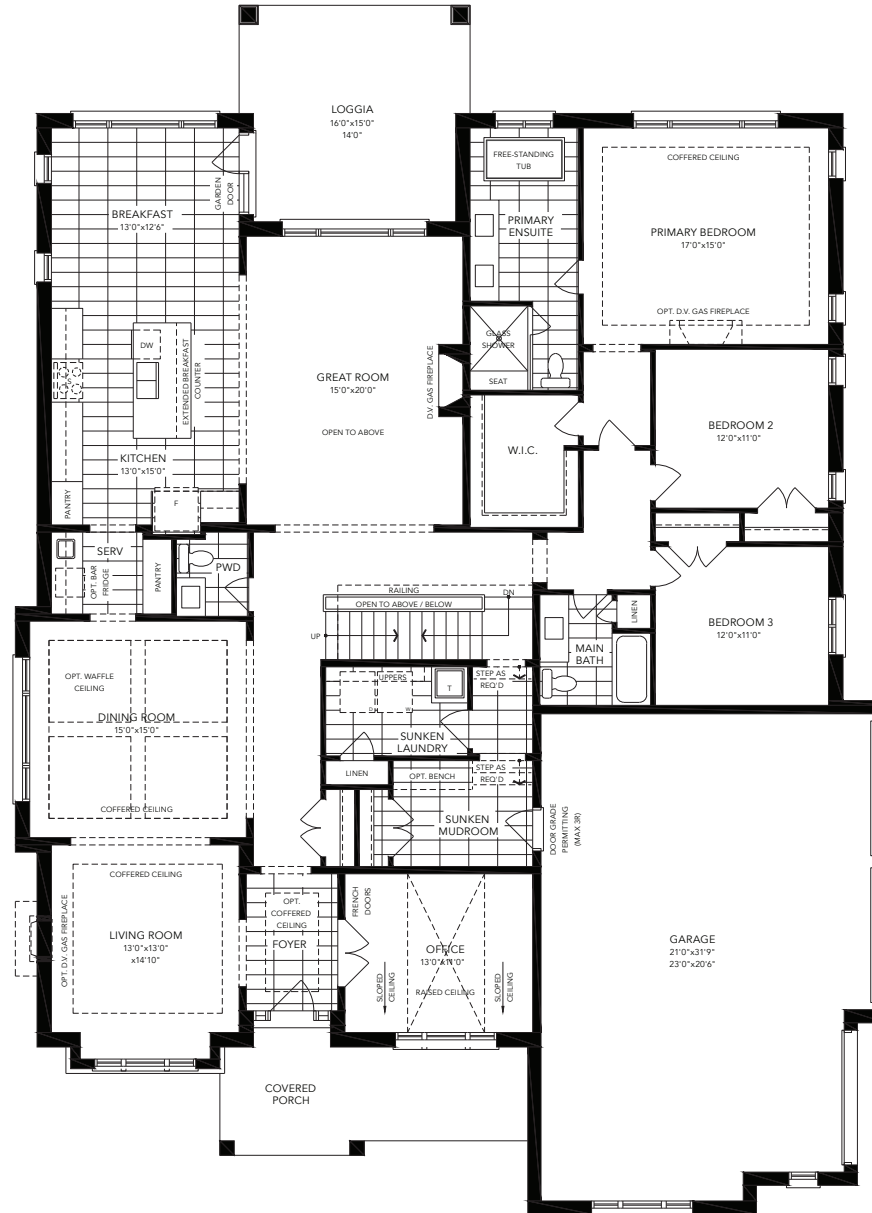 LOGGIA
16'0"x15'0"
14'0"
FREE-STANDING
TUB
COFFERED CEILING
GARDEN
DOOR
BREAKFAST
13'0"x12'6"
PRIMARY
ENSUITE
PRIMARY BEDROOM
17'0"x15'0"
OPT. D.V. GAS FIREPLACE
GLASS
SHOWER
SEAT
DW
EXTENDED BREAKFAST
COUNTER
GREAT ROOM
15'0"x20'0"
OPEN TO ABOVE
D.V. GAS FIREPLACE
KITCHEN
13'0"x15'0"
PANTRY
F
W.I.C.
BEDROOM 2
12'0"x11'0"
SERV
OPT. BAR
FRIDGE
PANTRY
PWD
RAILING
DN
OPEN TO ABOVE / BELOW
UP
LINEN
MAIN
BATH
BEDROOM 3
12'0"x11'0"
OPT. WAFFLE
CEILING
DINING ROOM
15'0"x15'0"
COFFERED CEILING
UPPERS
D
W
T
STEP AS
REQ'D
SUNKEN
LAUNDRY
LINEN
OPT. BENCH
STEP AS
REQ'D
SUNKEN
MUDROOM
DOOR GRADE
PERMITTING
(MAX 3R)
COFFERED CEILING
OPT. D.V. GAS FIREPLACE
LIVING ROOM
13'0"x13'0"
x14'10"
OPT.
COFFERED
CEILING
FOYER
FRENCH
DOORS
OFFICE
13'0"x11'0"
SLOPED
CEILING
RAISED CEILING
SLOPED
CEILING
GARAGE
21'0"x31'9"
23'0"x20'6"
COVERED
PORCH